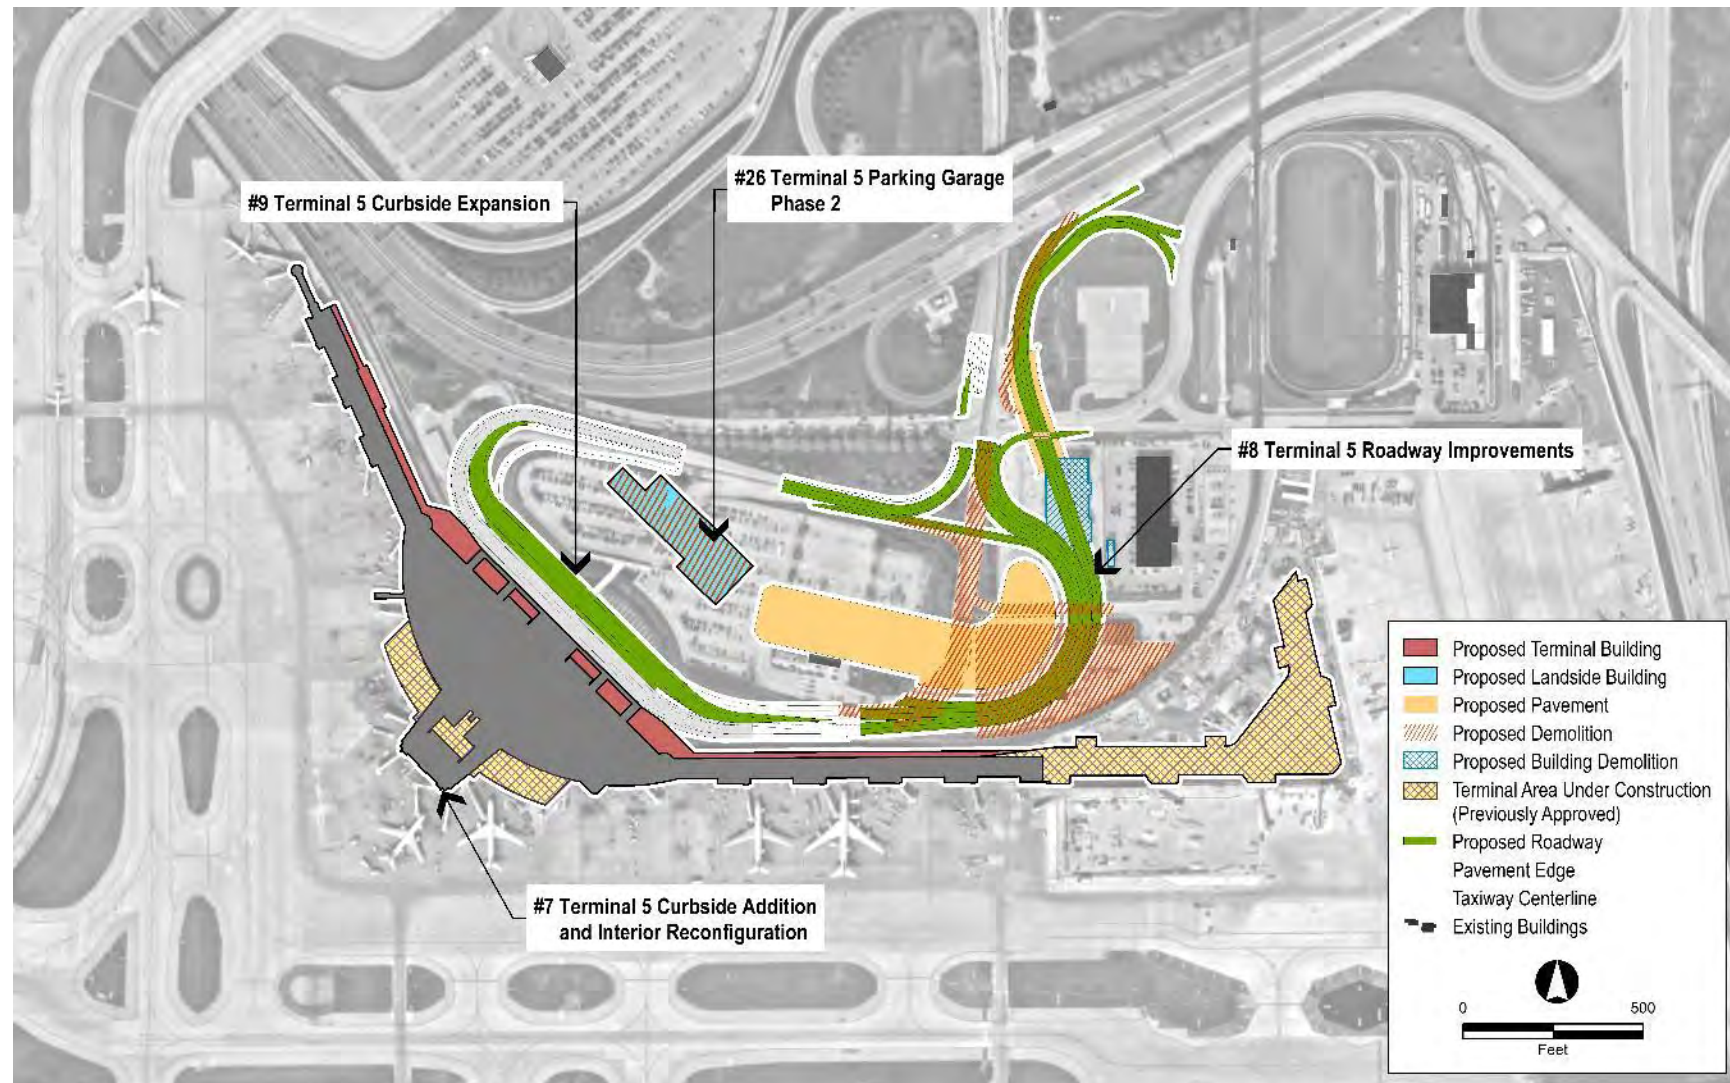 #26 Terminal 5 Parking Garage
Phase 2
#9 Terminal 5 Curbside Expansion
#8 Terminal 5 Roadway Improvements
#7 Terminal 5 Curbside Addition
and Interior Reconfiguration
Proposed Terminal Building
Proposed Landside Building
Proposed Pavement
Proposed Demolition
Proposed Building Demolition
Terminal Area Under Construction
(Previously Approved)
Proposed Roadway
Pavement Edge
Taxiway Centerline
Existing Buildings
0 500
Feet